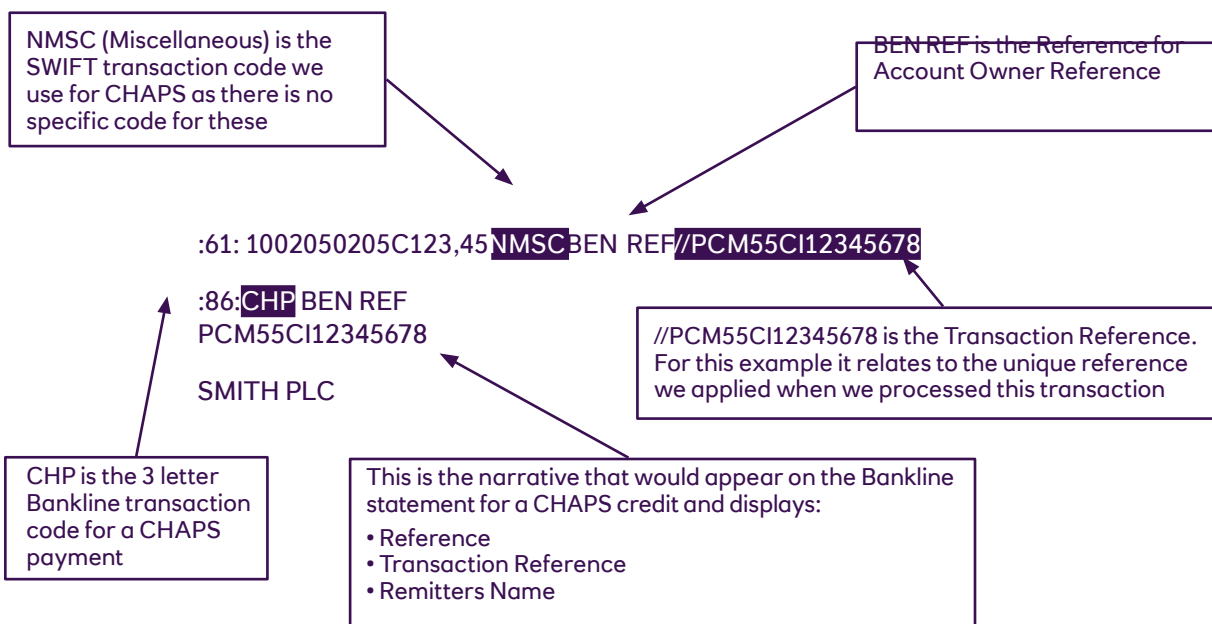 NMSC (Miscellaneous) is the
SWIFT transaction code we
use for CHAPS as there is no
specific code for these
BEN REF is the Reference for
Account Owner Reference
:61: 1002050205C123,45NMSCBEN REF//PCM55CI12345678
:86:CHP BEN REF
PCM55CI12345678
SMITH PLC
//PCM55CI12345678 is the Transaction Reference.
For this example it relates to the unique reference
we applied when we processed this transaction
CHP is the 3 letter
Bankline transaction
code for a CHAPS
payment
This is the narrative that would appear on the Bankline
statement for a CHAPS credit and displays:
• Reference
• Transaction Reference
• Remitters Name